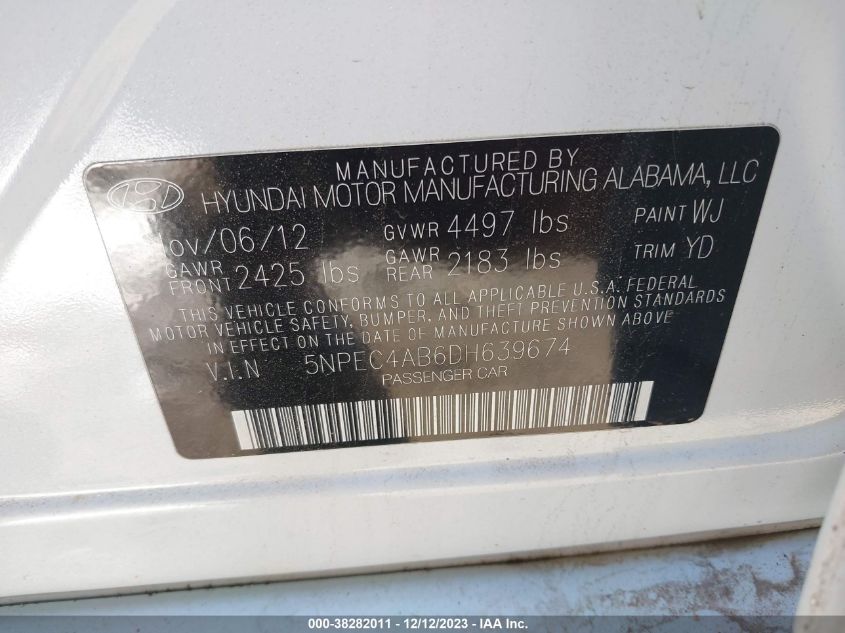 MANUFACTURED BY
HYUNDAI MOTOR MANUFACTURING ALABAMA, LLC
Nov/06/12 GVWR 4497 lbs PAINT WJ
GAWR FRONT 2425 lbs GAWR REAR 2183 lbs TRIM YD
THIS VEHICLE CONFORMS TO ALL APPLICABLE U.S.A. FEDERAL
MOTOR VEHICLE SAFETY, BUMPER, AND THEFT PREVENTION STANDARDS
IN EFFECT ON THE DATE OF MANUFACTURE SHOWN ABOVE
V.I.N 5NPEC4AB6DH639674
PASSENGER CAR
000-38282011 - 12/12/2023 - IAA Inc.